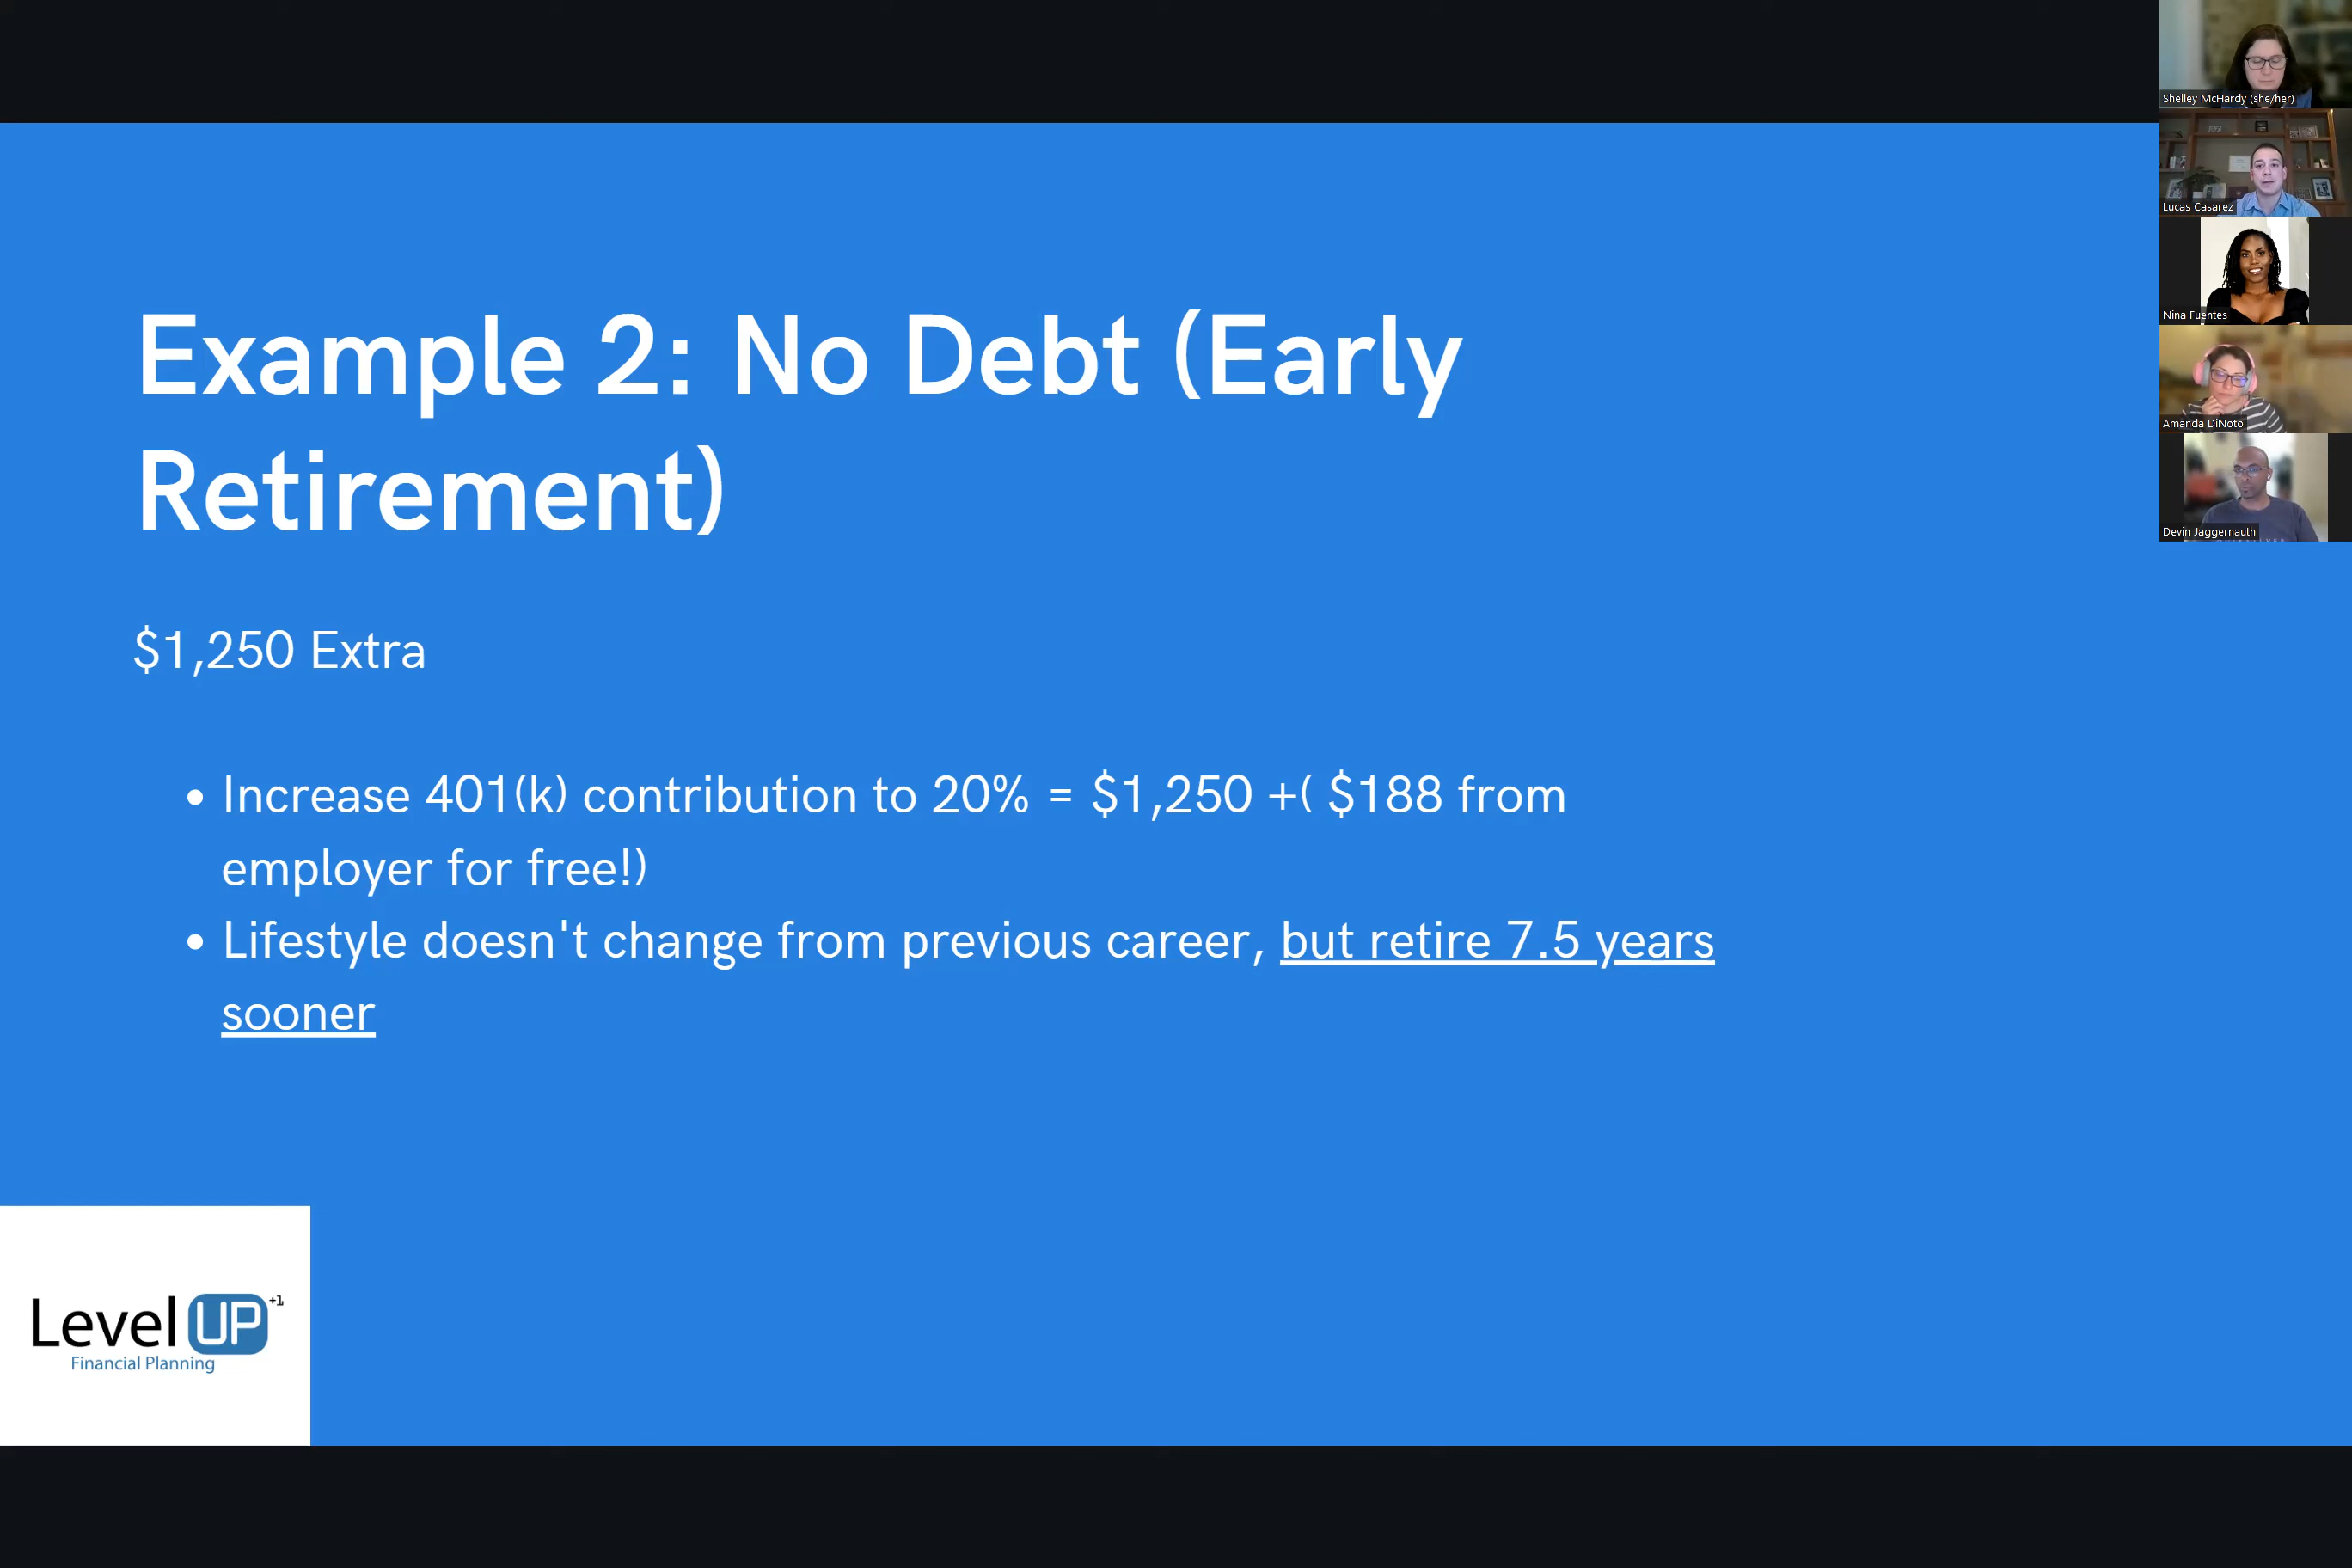 Example 2: No Debt (Early
Retirement)
$1,250 Extra
• Increase 401(k) contribution to 20% = $1,250 +( $188 from
employer for free!)
• Lifestyle doesn't change from previous career, but retire 7.5 years
sooner
Level UP +1
Financial Planning
Shelley McHardy (she/her)
Lucas Casarez
Nina Fuentes
Amanda DiNoto
Devin Jaggernauth